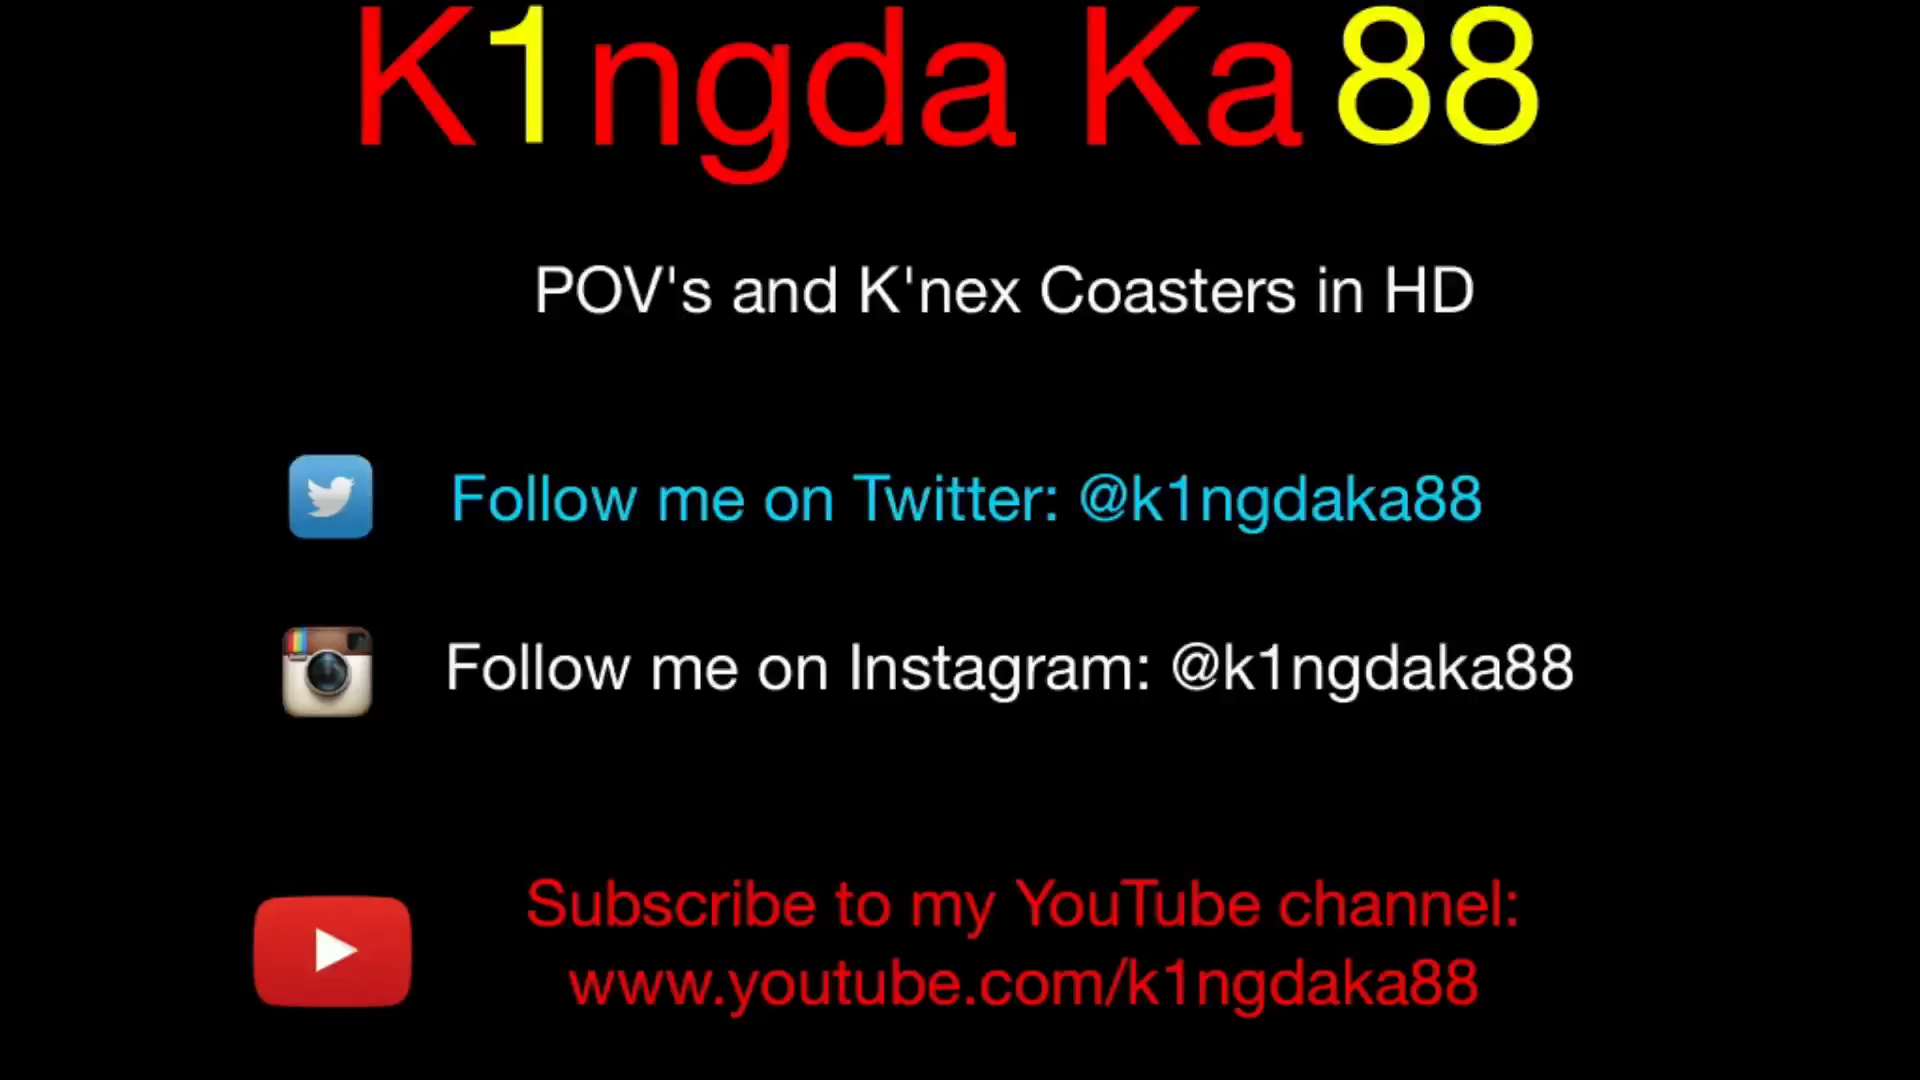 K1ngda Ka 88
POV's and K'nex Coasters in HD
Follow me on Twitter: @k1ngdaka88
Follow me on Instagram: @k1ngdaka88
Subscribe to my YouTube channel:
www.youtube.com/k1ngdaka88